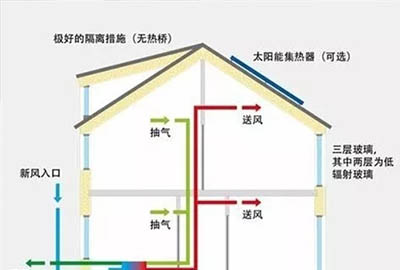 极好的隔离措施（无热桥）
太阳能集热器（可选）
抽气
送风
三层玻璃，
其中两层为低
辐射玻璃
新风入口
抽气
送风